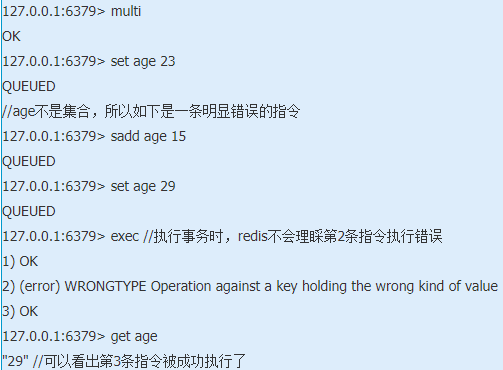 127.0.0.1:6379> multi
OK
127.0.0.1:6379> set age 23
QUEUED
//age不是集合，所以如下是一条明显错误的指令
127.0.0.1:6379> sadd age 15
QUEUED
127.0.0.1:6379> set age 29
QUEUED
127.0.0.1:6379> exec //执行事务时，redis不会理睬第2条指令执行错误
1) OK
2) (error) WRONGTYPE Operation against a key holding the wrong kind of value
3) OK
127.0.0.1:6379> get age
"29" //可以看出第3条指令被成功执行了